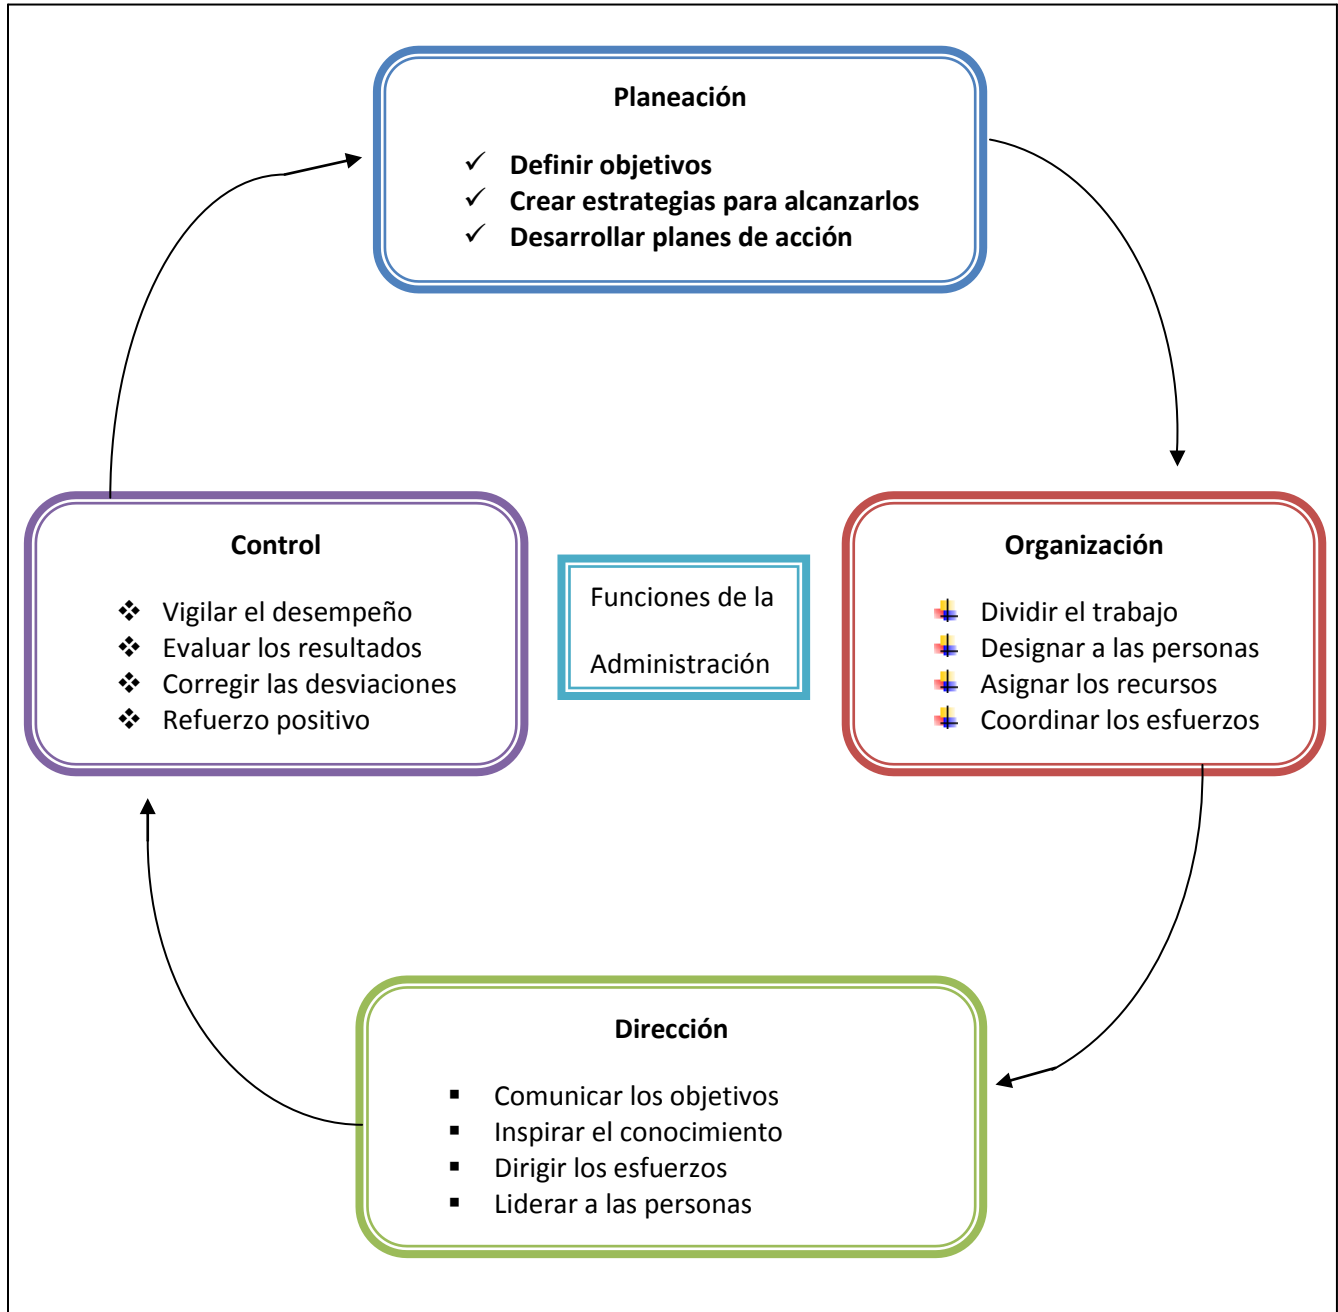 Planeación
✓ Definir objetivos
✓ Crear estrategias para alcanzarlos
✓ Desarrollar planes de acción
Control
❖ Vigilar el desempeño
❖ Evaluar los resultados
❖ Corregir las desviaciones
❖ Refuerzo positivo
Funciones de la
Administración
Organización
Dividir el trabajo
Designar a las personas
Asignar los recursos
Coordinar los esfuerzos
Dirección
▪ Comunicar los objetivos
▪ Inspirar el conocimiento
▪ Dirigir los esfuerzos
▪ Liderar a las personas